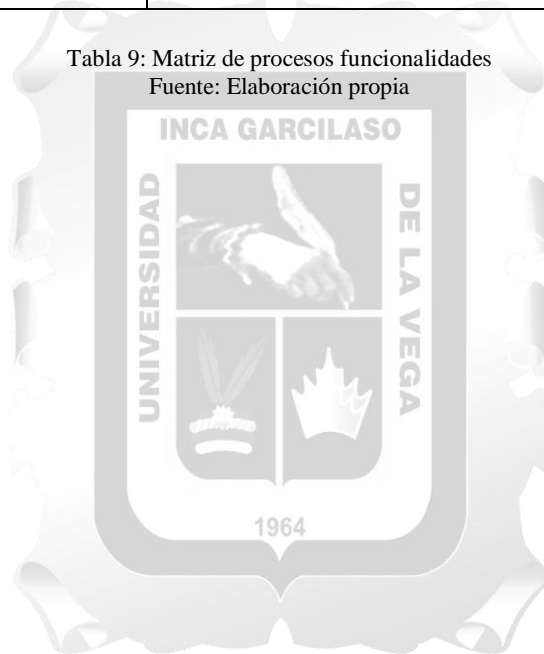 Tabla 9: Matriz de procesos funcionalidades
Fuente: Elaboración propia
INCA GARCILASO
UNIVERSIDAD
DE LA VEGA
1964